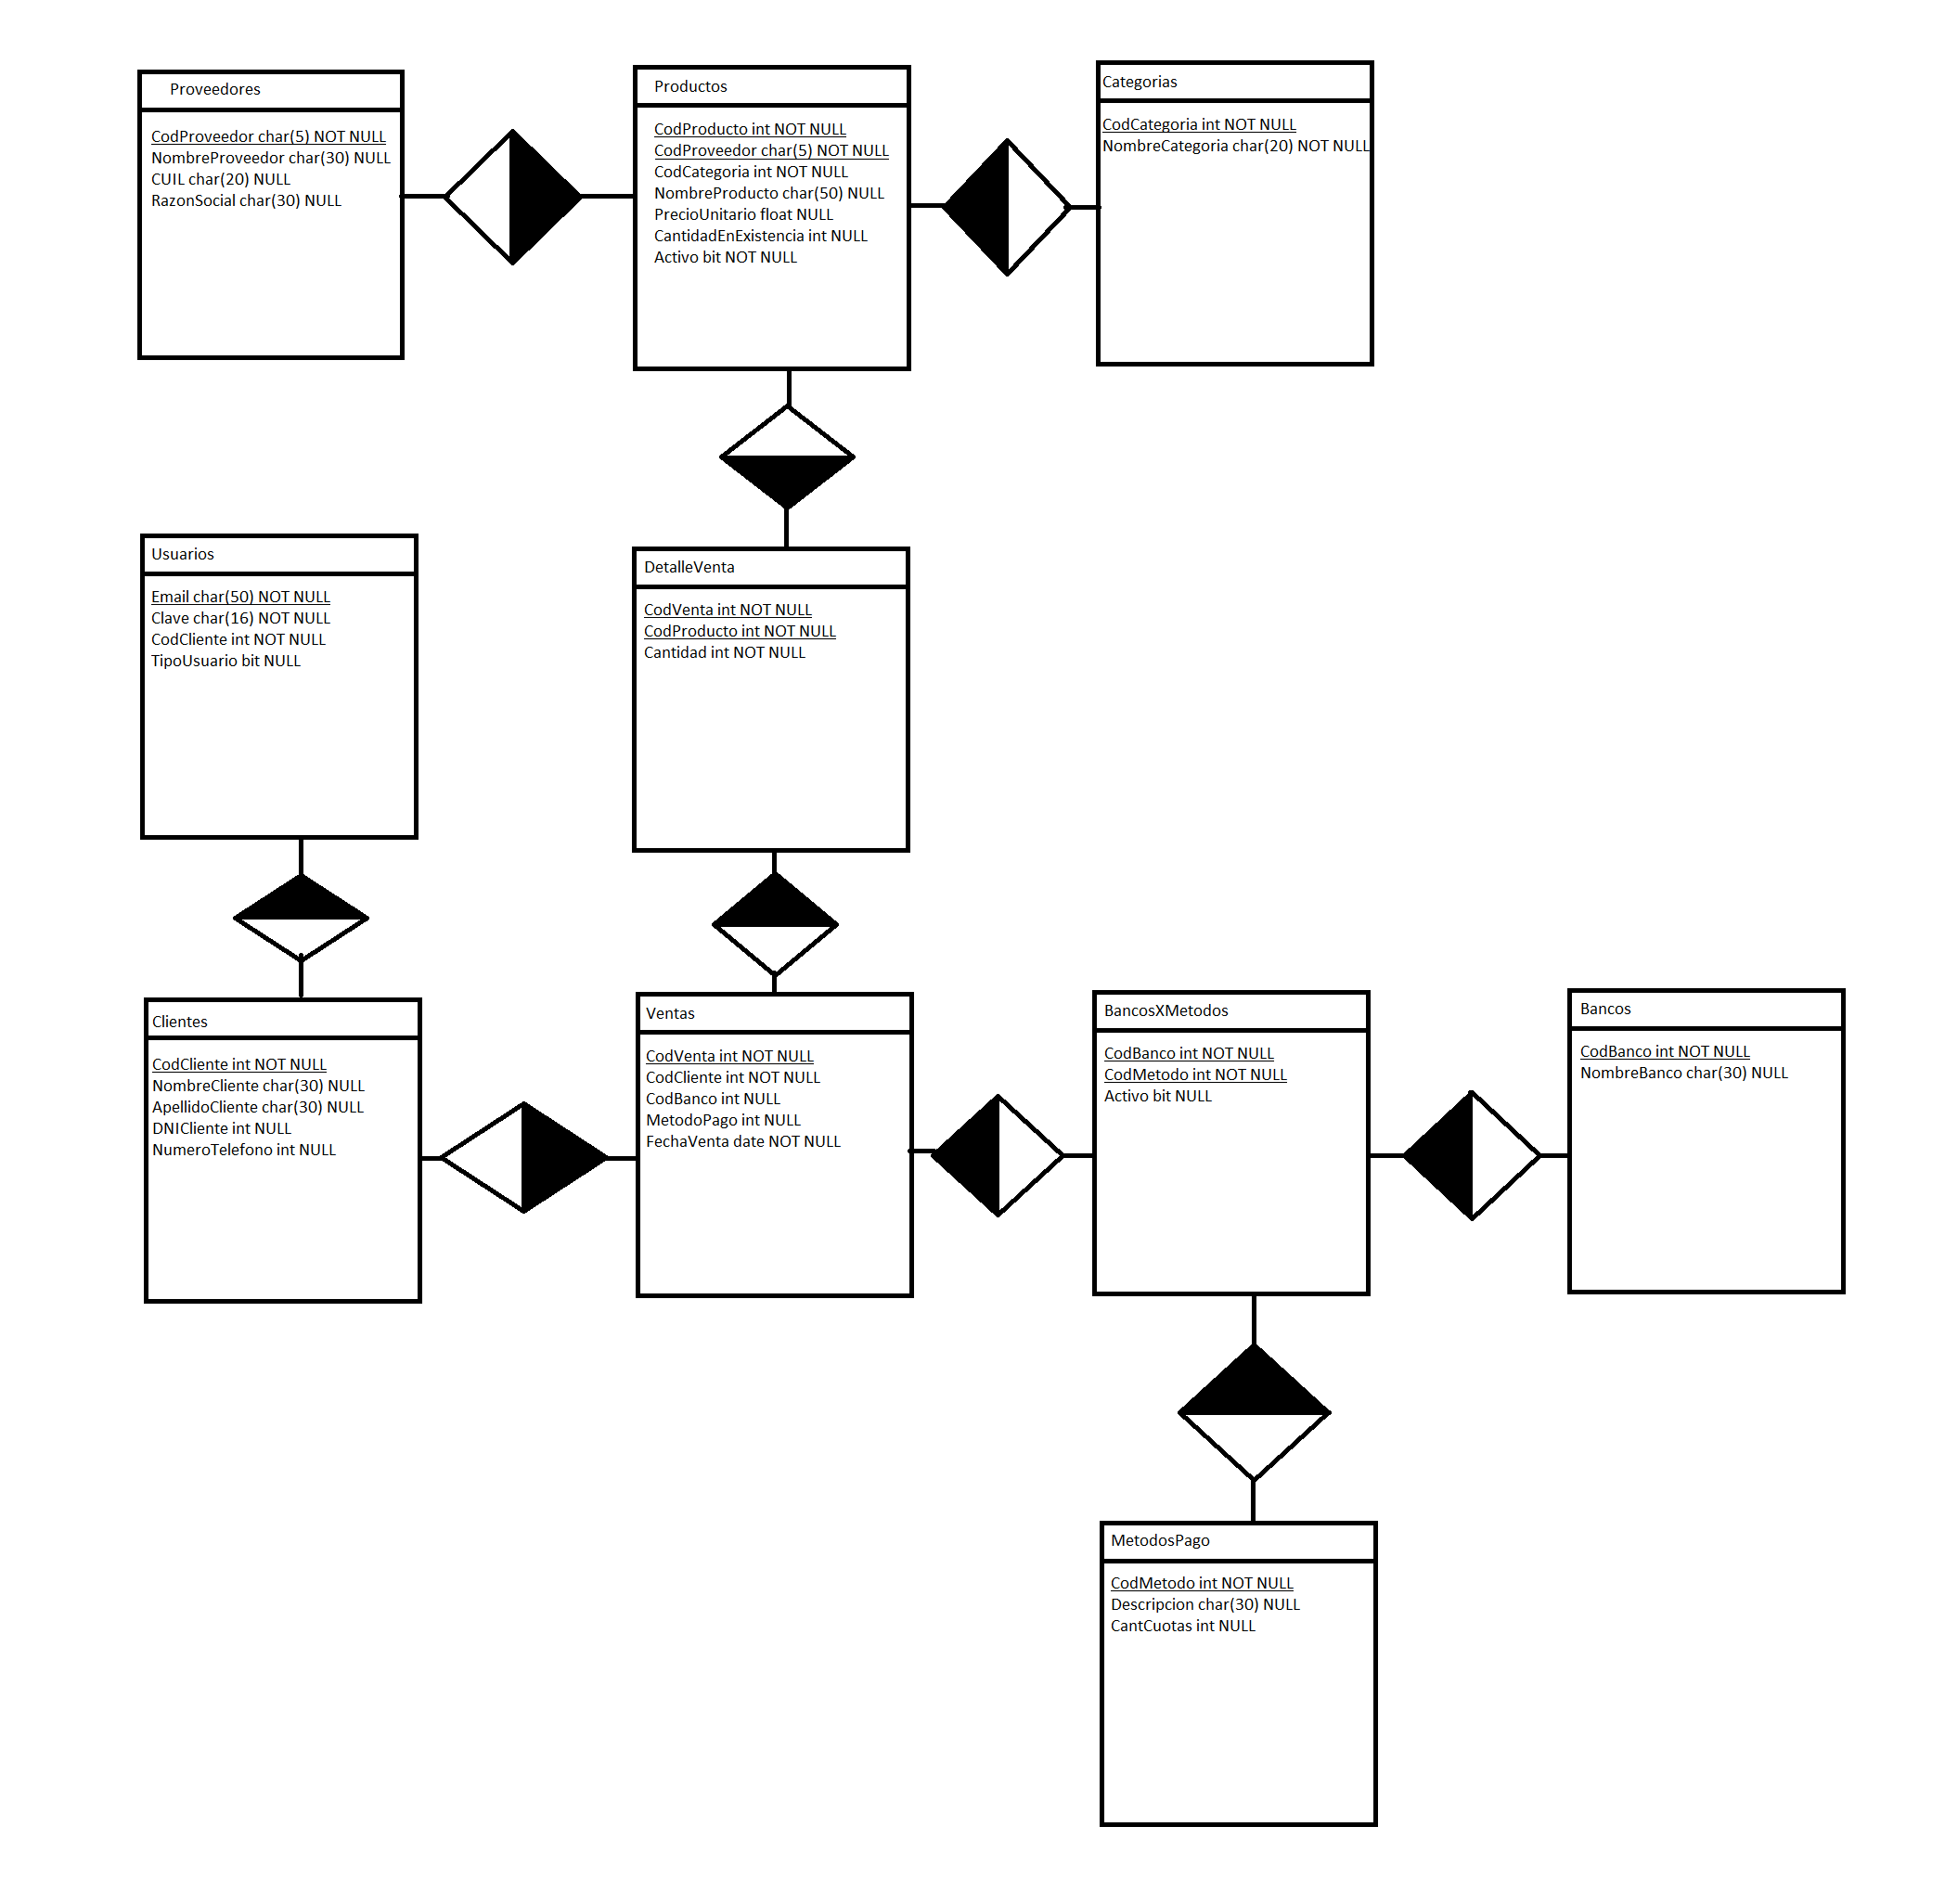 Proveedores
CodProveedor char(5) NOT NULL
NombreProveedor char(30) NULL
CUIL char(20) NULL
RazonSocial char(30) NULL
Productos
CodProducto int NOT NULL
CodProveedor char(5) NOT NULL
CodCategoria int NOT NULL
NombreProducto char(50) NULL
PrecioUnitario float NULL
CantidadEnExistencia int NULL
Activo bit NOT NULL
Categorias
CodCategoria int NOT NULL
NombreCategoria char(20) NOT NULL
Usuarios
Email char(50) NOT NULL
Clave char(16) NOT NULL
CodCliente int NOT NULL
TipoUsuario bit NULL
DetalleVenta
CodVenta int NOT NULL
CodProducto int NOT NULL
Cantidad int NOT NULL
Clientes
CodCliente int NOT NULL
NombreCliente char(30) NULL
ApellidoCliente char(30) NULL
DNICliente int NULL
NumeroTelefono int NULL
Ventas
CodVenta int NOT NULL
CodCliente int NOT NULL
CodBanco int NULL
MetodoPago int NULL
FechaVenta date NOT NULL
BancosXMetodos
CodBanco int NOT NULL
CodMetodo int NOT NULL
Activo bit NULL
Bancos
CodBanco int NOT NULL
NombreBanco char(30) NULL
MetodosPago
CodMetodo int NOT NULL
Descripcion char(30) NULL
CantCuotas int NULL